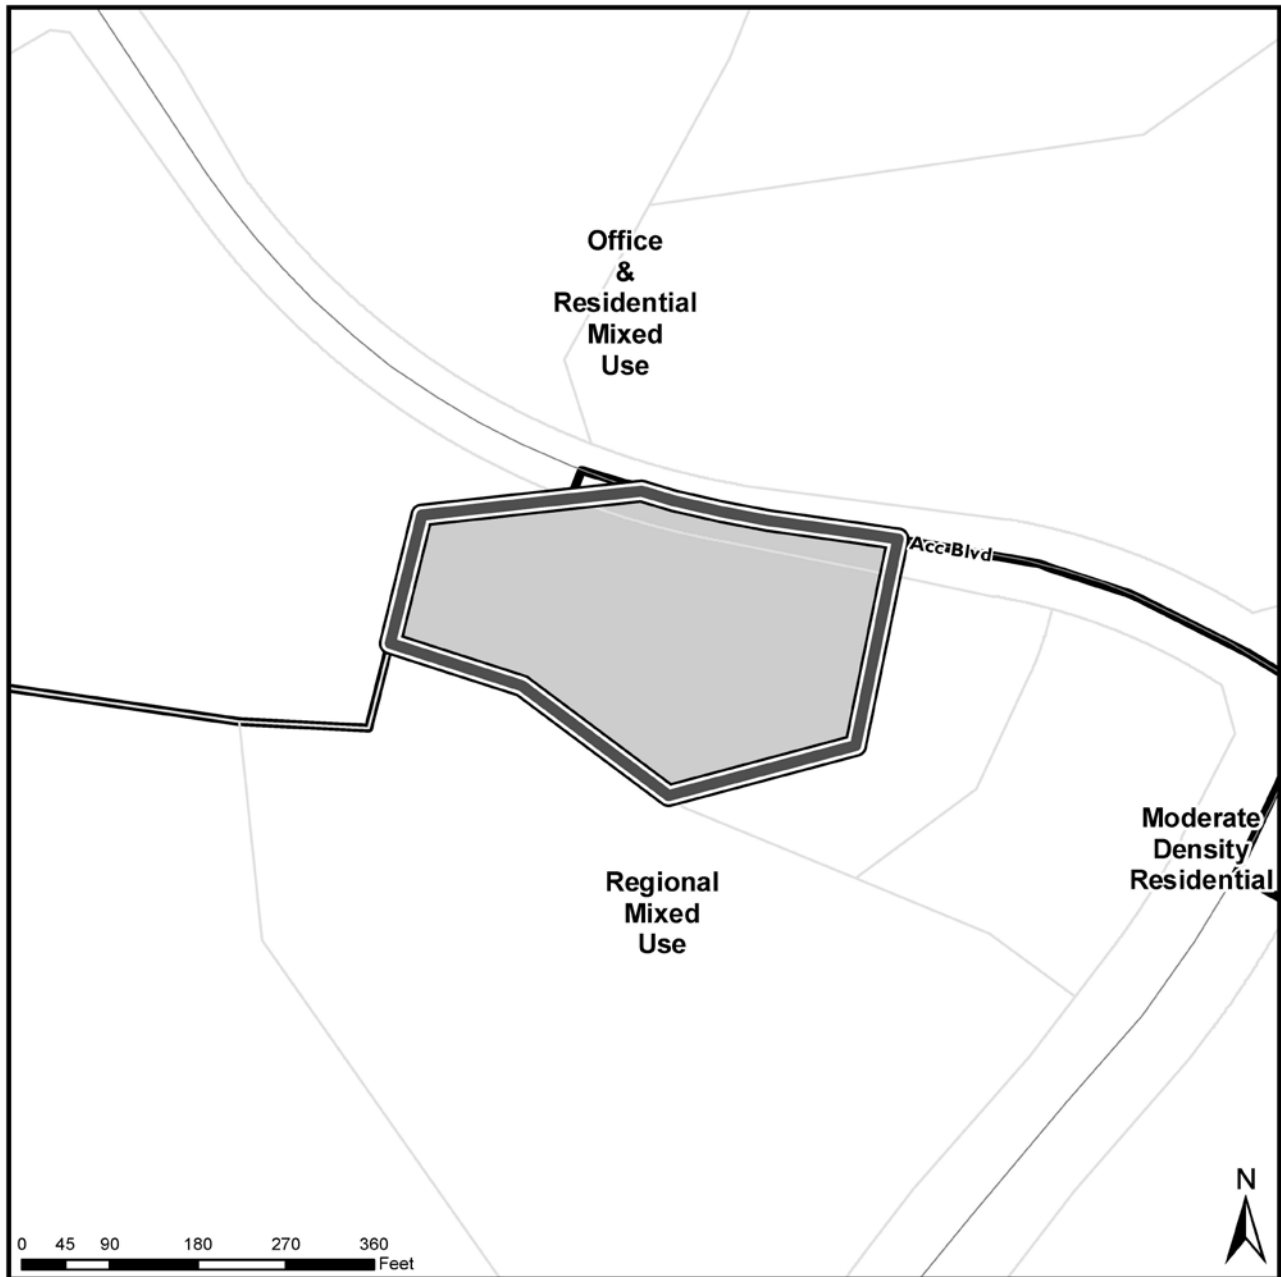 Office
&
Residential
Mixed
Use
Acc Blvd
Moderate
Density
Residential
Regional
Mixed
Use
N
0 45 90 180 270 360
Feet